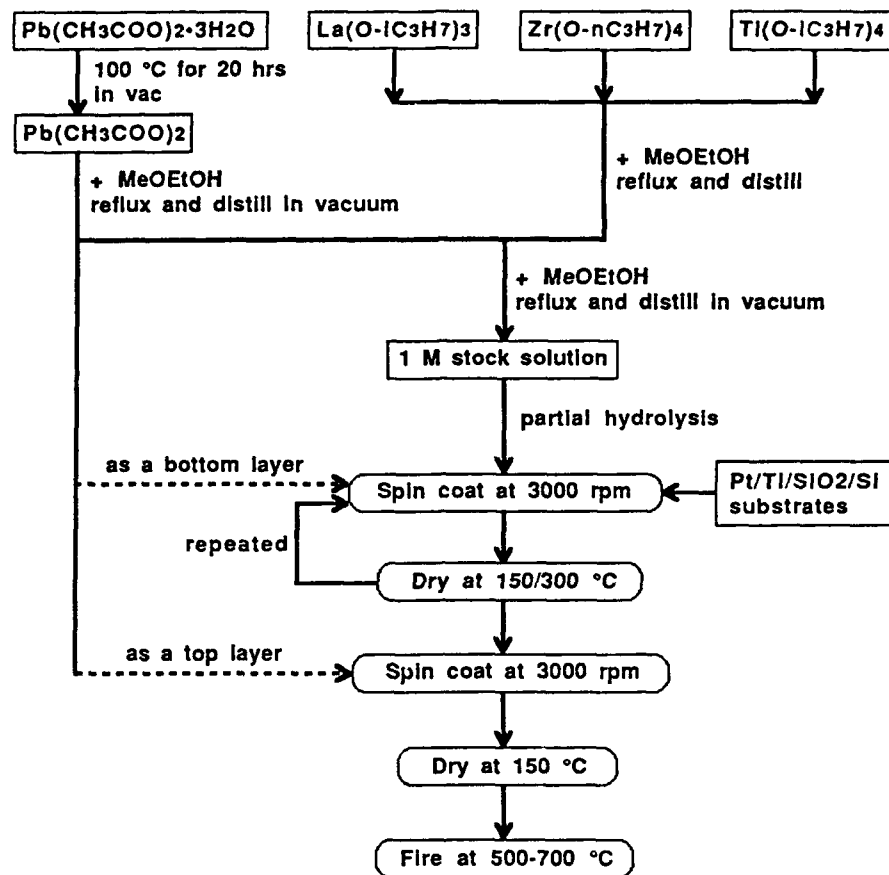 Pb(CH3COO)2•3H2O
La(O-iC3H7)3
Zr(O-nC3H7)4
Ti(O-iC3H7)4
100 °C for 20 hrs
in vac
Pb(CH3COO)2
+ MeOEtOH
reflux and distill in vacuum
+ MeOEtOH
reflux and distill
+ MeOEtOH
reflux and distill in vacuum
1 M stock solution
partial hydrolysis
as a bottom layer
Spin coat at 3000 rpm
Pt/Ti/SiO2/Si
substrates
repeated
Dry at 150/300 °C
as a top layer
Spin coat at 3000 rpm
Dry at 150 °C
Fire at 500-700 °C